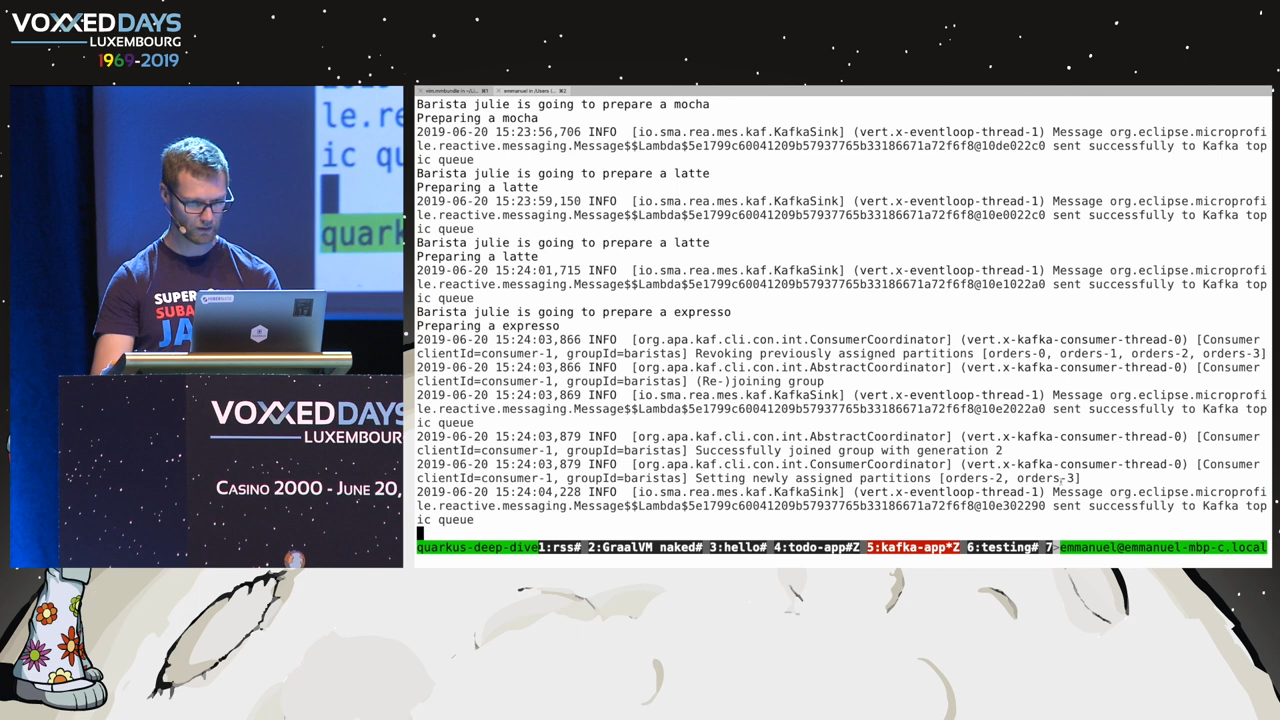 VOXXEDDAYS
LUXEMBOURG
1969-2019
le.re
ic qu
quark
SUPER
SUBA
JA
VOXXEDDAYS
LUXEMBOUR
CASINO 2000 - JUNE 20,
Barista julie is going to prepare a mocha
Preparing a mocha
2019-06-20 15:23:56,706 INFO [io.sma.rea.mes.kaf.KafkaSink] (vert.x-eventloop-thread-1) Message org.eclipse.microprofi
le.reactive.messaging.Message$$Lambda$5e1799c60041209b57937765b33186671a72f6f8@10de022c0 sent successfully to Kafka top
ic queue
Barista julie is going to prepare a latte
Preparing a latte
2019-06-20 15:23:59,150 INFO [io.sma.rea.mes.kaf.KafkaSink] (vert.x-eventloop-thread-1) Message org.eclipse.microprofi
le.reactive.messaging.Message$$Lambda$5e1799c60041209b57937765b33186671a72f6f8@10e0022c0 sent successfully to Kafka top
ic queue
Barista julie is going to prepare a latte
Preparing a latte
2019-06-20 15:24:01,715 INFO [io.sma.rea.mes.kaf.KafkaSink] (vert.x-eventloop-thread-1) Message org.eclipse.microprofi
le.reactive.messaging.Message$$Lambda$5e1799c60041209b57937765b33186671a72f6f8@10e1022a0 sent successfully to Kafka top
ic queue
Barista julie is going to prepare a expresso
Preparing a expresso
2019-06-20 15:24:03,866 INFO [org.apa.kaf.cli.con.int.ConsumerCoordinator] (vert.x-kafka-consumer-thread-0) [Consumer
clientId=consumer-1, groupId=baristas] Revoking previously assigned partitions [orders-0, orders-1, orders-2, orders-3]
2019-06-20 15:24:03,866 INFO [org.apa.kaf.cli.con.int.AbstractCoordinator] (vert.x-kafka-consumer-thread-0) [Consumer
clientId=consumer-1, groupId=baristas] (Re-)joining group
2019-06-20 15:24:03,869 INFO [io.sma.rea.mes.kaf.KafkaSink] (vert.x-eventloop-thread-1) Message org.eclipse.microprofi
le.reactive.messaging.Message$$Lambda$5e1799c60041209b57937765b33186671a72f6f8@10e2022a0 sent successfully to Kafka top
ic queue
2019-06-20 15:24:03,879 INFO [org.apa.kaf.cli.con.int.AbstractCoordinator] (vert.x-kafka-consumer-thread-0) [Consumer
clientId=consumer-1, groupId=baristas] Successfully joined group with generation 2
2019-06-20 15:24:03,879 INFO [org.apa.kaf.cli.con.int.ConsumerCoordinator] (vert.x-kafka-consumer-thread-0) [Consumer
clientId=consumer-1, groupId=baristas] Setting newly assigned partitions [orders-2, orders-3]
2019-06-20 15:24:04,228 INFO [io.sma.rea.mes.kaf.KafkaSink] (vert.x-eventloop-thread-1) Message org.eclipse.microprofi
le.reactive.messaging.Message$$Lambda$5e1799c60041209b57937765b33186671a72f6f8@10e302290 sent successfully to Kafka top
ic queue
quarkus-deep-dive1:rss# 2:GraalVM naked# 3:hello# 4:todo-app#Z 5:kafka-app*Z 6:testing# 7>emmanuel@emmanuel-mbp-c.local